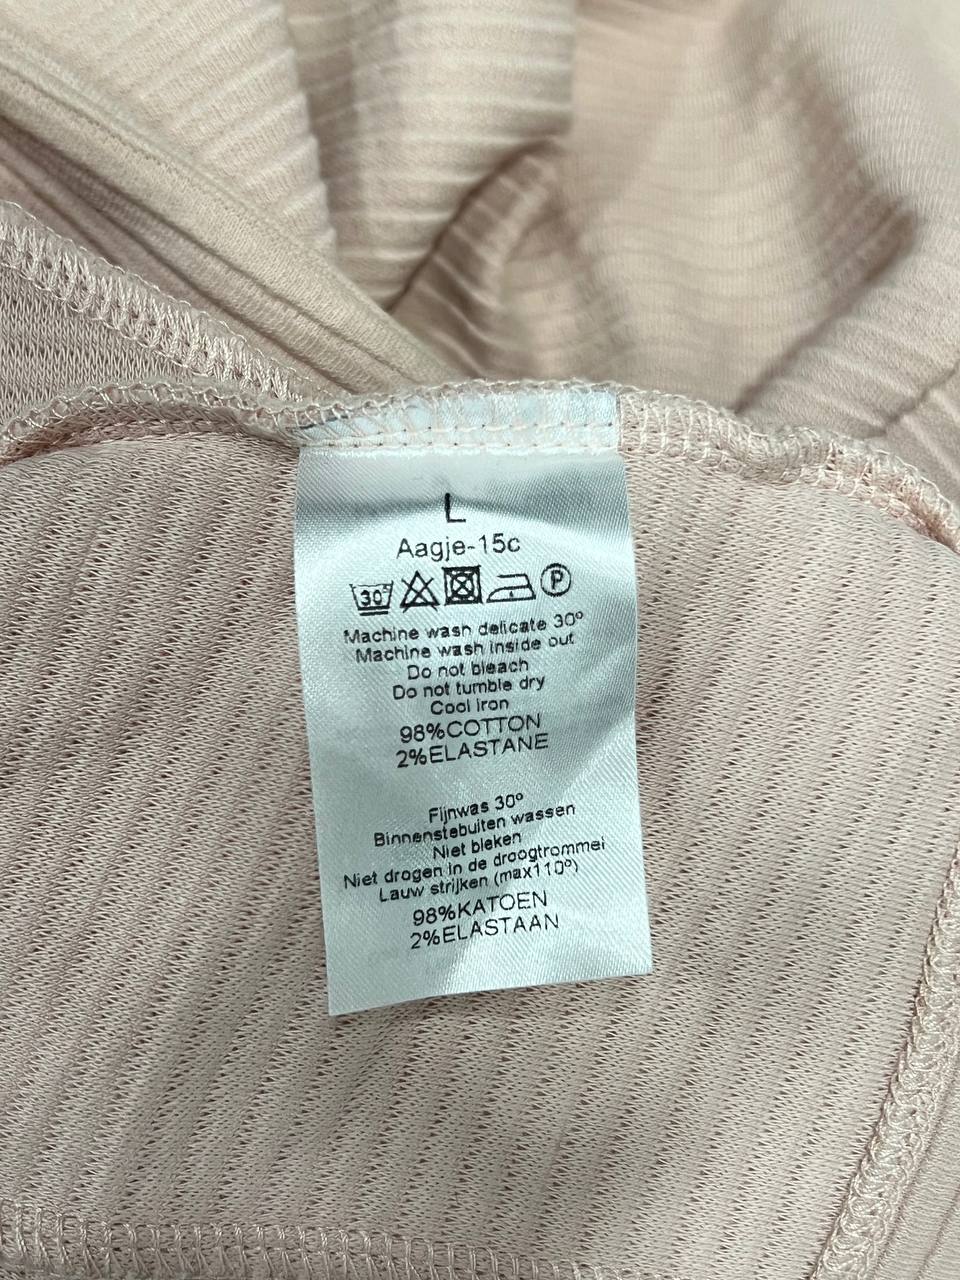 L
Aagje-15c
30° P
Machine wash delicate 30°
Machine wash inside out
Do not bleach
Do not tumble dry
Cool iron
98%COTTON
2%ELASTANE
Fijnwas 30°
Binnenstebuiten wassen
Niet bleken
Niet drogen in de droogtrommel
Lauw strijken (max110°)
98%KATOEN
2%ELASTAAN